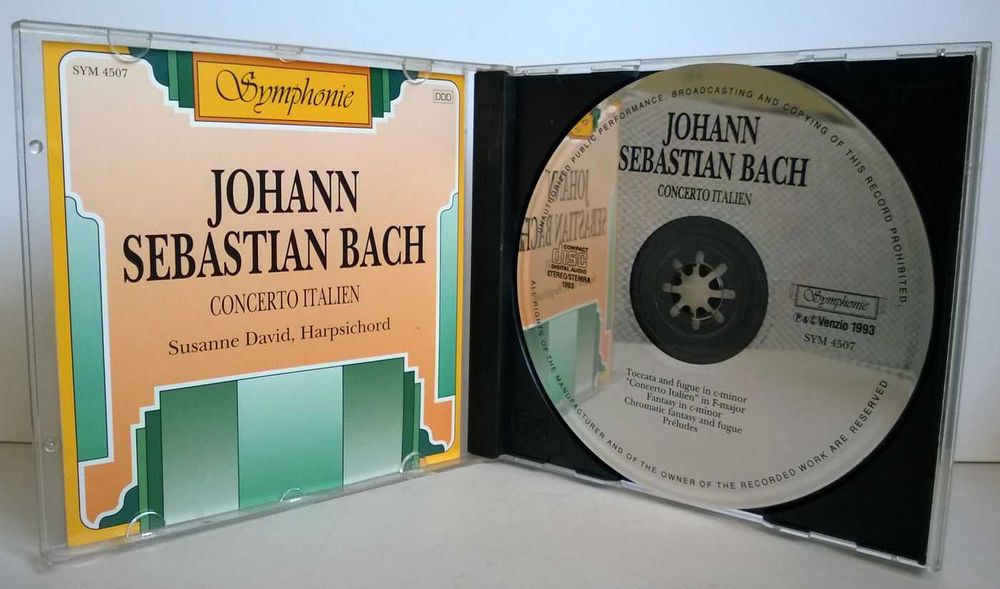 SYM 4507
Symphonie
DDD
JOHANN
SEBASTIAN BACH
CONCERTO ITALIEN
Susanne David, Harpsichord
UNAUTHORIZED PUBLIC PERFORMANCE, BROADCASTING AND COPYING OF THIS RECORD PROHIBITED.
JOHANN
SEBASTIAN BACH
CONCERTO ITALIEN
COMPACT
disc
DIGITAL AUDIO
STEREO/STEMRA
1993
Symphonie
℗ & © Venzio 1993
SYM 4507
Toccata and fugue in c-minor
"Concerto Italien" in F-major
Fantasy in c-minor
Chromatic fantasy and fugue
Préludes
ALL RIGHTS OF THE MANUFACTURER AND OF THE OWNER OF THE RECORDED WORK ARE RESERVED